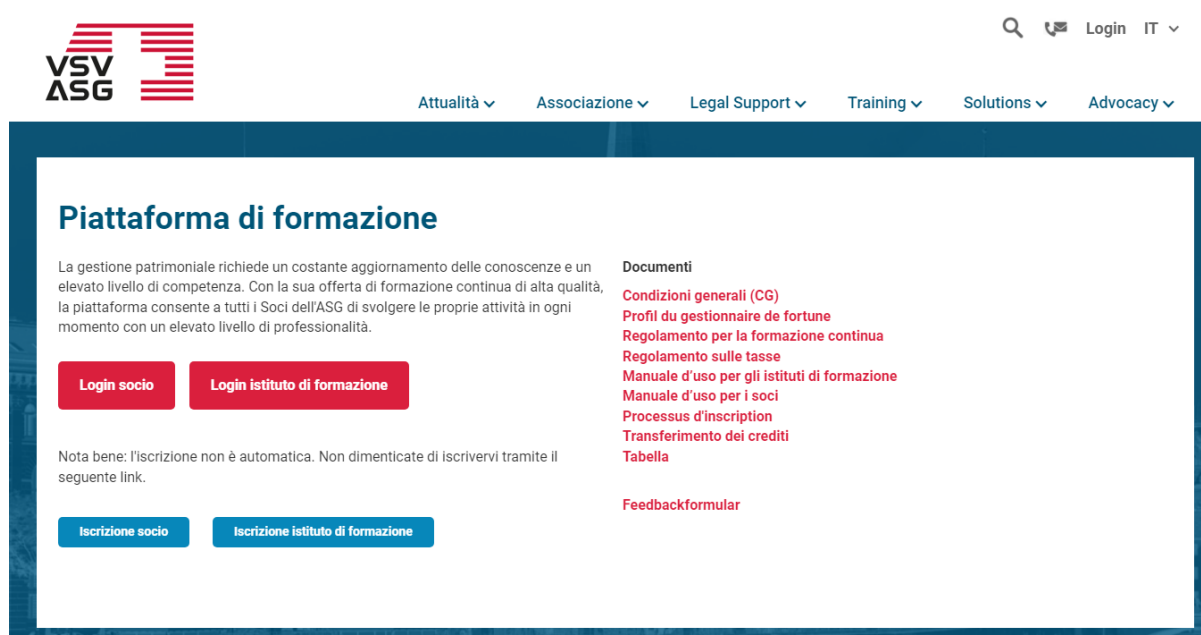 Login IT
VSV
ASG
Attualità Associazione Legal Support Training Solutions Advocacy
Piattaforma di formazione
La gestione patrimoniale richiede un costante aggiornamento delle conoscenze e un
elevato livello di competenza. Con la sua offerta di formazione continua di alta qualità,
la piattaforma consente a tutti i Soci dell'ASG di svolgere le proprie attività in ogni
momento con un elevato livello di professionalità.
Login socio Login istituto di formazione
Nota bene: l'iscrizione non è automatica. Non dimenticate di iscrivervi tramite il
seguente link.
Iscrizione socio Iscrizione istituto di formazione
Documenti
Condizioni generali (CG)
Profil du gestionnaire de fortune
Regolamento per la formazione continua
Regolamento sulle tasse
Manuale d'uso per gli istituti di formazione
Manuale d'uso per i soci
Processus d'inscription
Transferimento dei crediti
Tabella
Feedbackformular